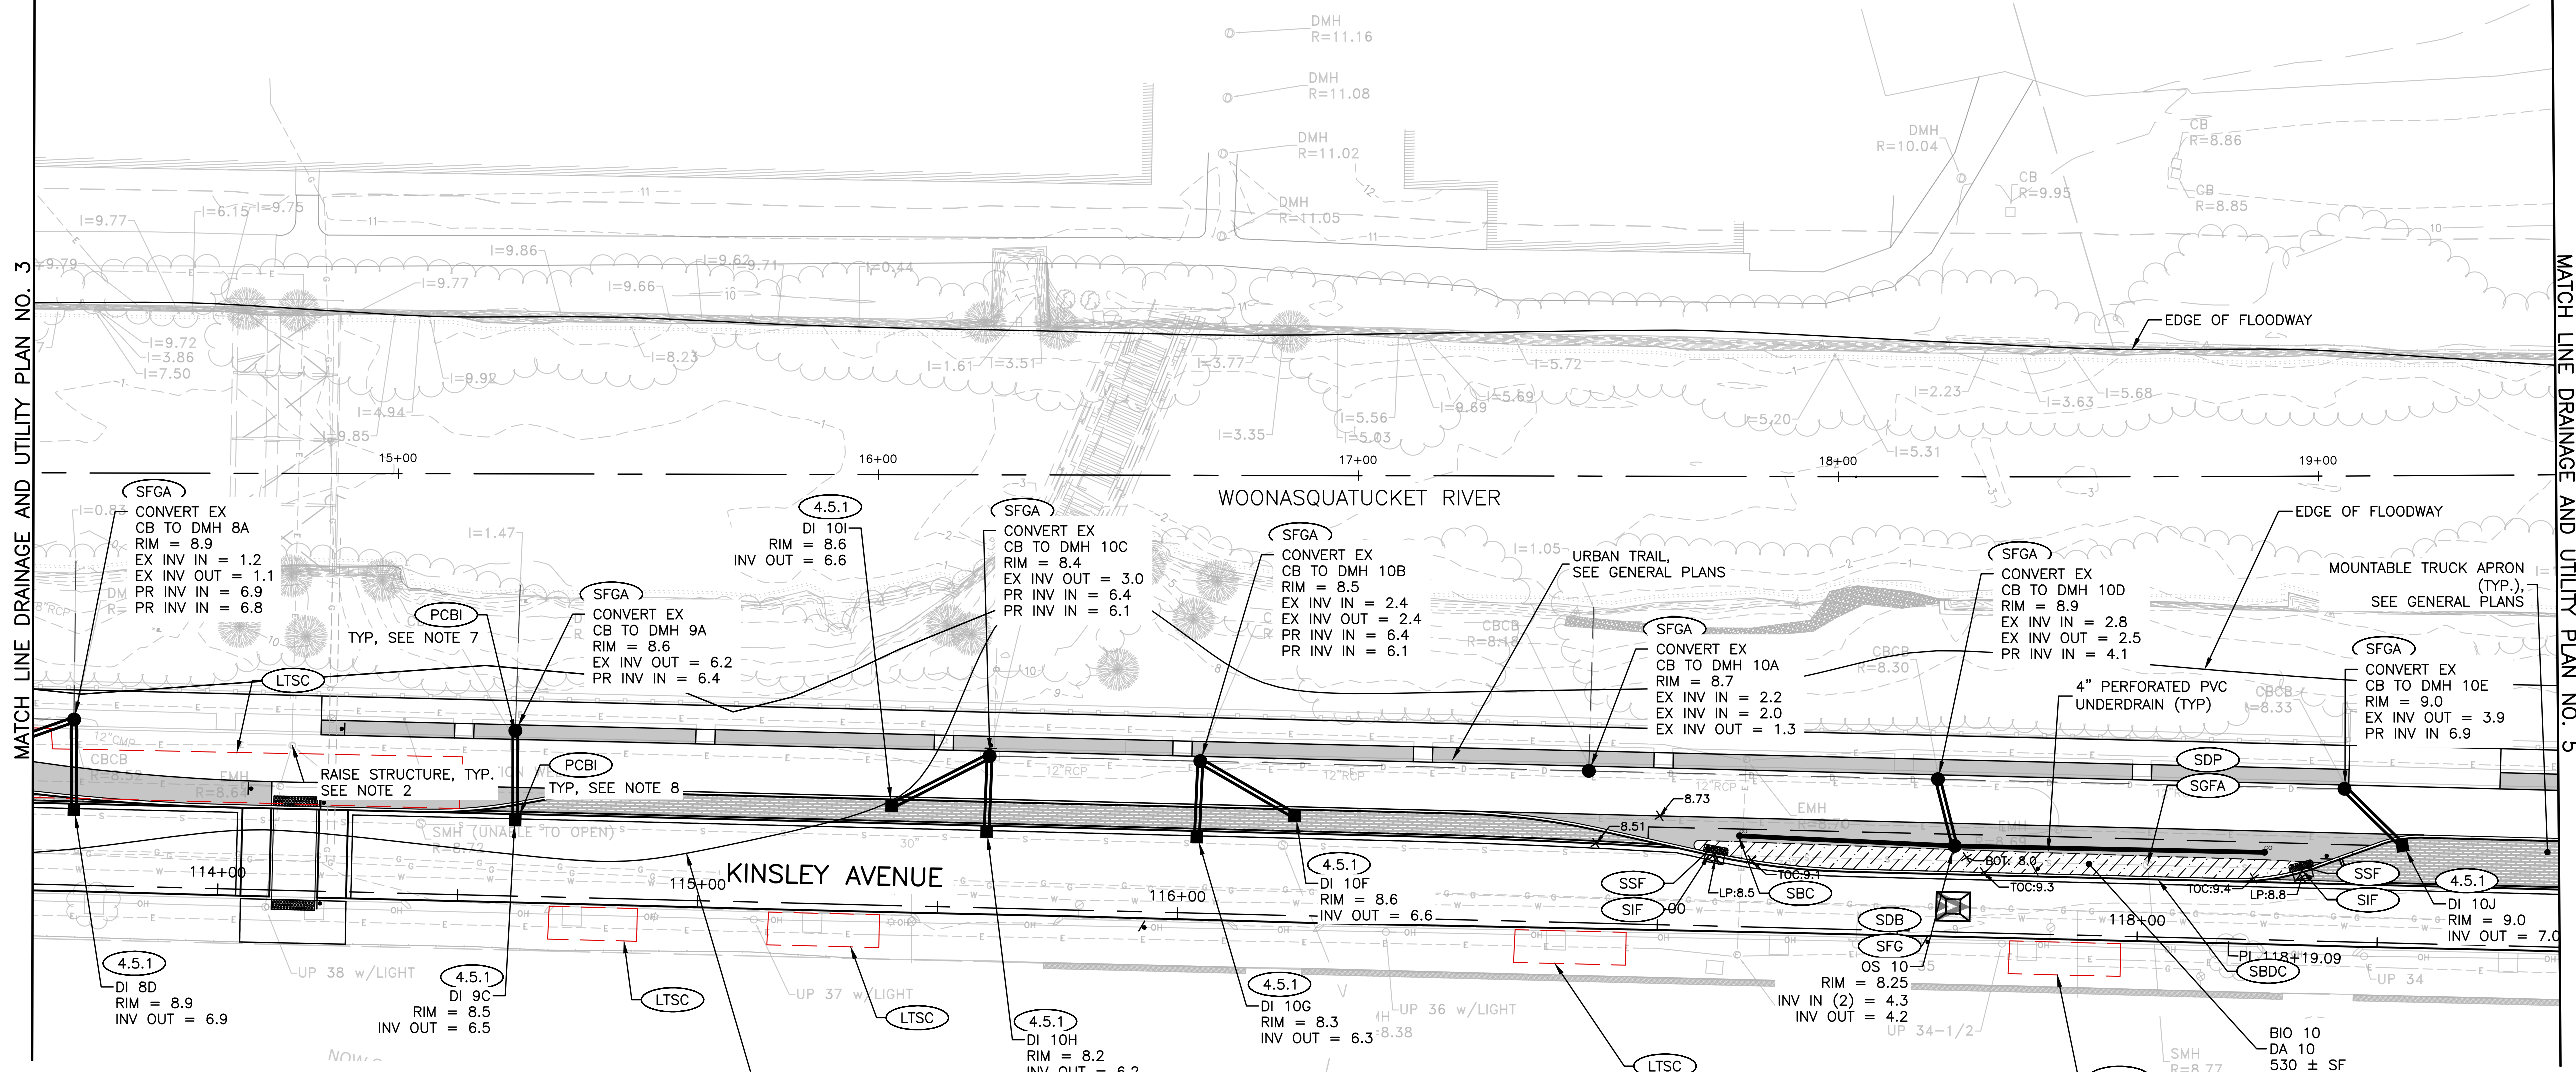 DMH
R=11.16
DMH
R=11.08
DMH
R=11.02
DMH
R=11.05
DMH
R=10.04
CB
R=8.86
CB
R=9.95
CB
R=8.85
I=9.77
I=6.15
I=9.75
11
11
11
12
11
10
I=9.86
I=9.62
I=9.71
I=0.44
I=9.77
I=9.66
10
EDGE OF FLOODWAY
I=9.72
I=3.86
I=7.50
I=8.23
I=9.92
I=4.94
I=9.85
I=1.61
I=3.51
I=3.77
I=5.72
I=5.69
I=9.69
I=5.56
I=5.03
I=3.35
I=5.20
I=5.31
I=2.23
I=3.63
I=5.68
MATCH LINE DRAINAGE AND UTILITY PLAN NO. 3
MATCH LINE DRAINAGE AND UTILITY PLAN NO. 5
15+00
16+00
17+00
18+00
19+00
WOONASQUATUCKET RIVER
SFGA
CONVERT EX
CB TO DMH 8A
RIM = 8.9
EX INV IN = 1.2
EX INV OUT = 1.1
PR INV IN = 6.9
PR INV IN = 6.8
I=0.83
I=1.47
PCBI
TYP, SEE NOTE 7
SFGA
CONVERT EX
CB TO DMH 9A
RIM = 8.6
EX INV OUT = 6.2
PR INV IN = 6.4
4.5.1
DI 10I
RIM = 8.6
INV OUT = 6.6
SFGA
CONVERT EX
CB TO DMH 10C
RIM = 8.4
EX INV OUT = 3.0
PR INV IN = 6.4
PR INV IN = 6.1
SFGA
CONVERT EX
CB TO DMH 10B
RIM = 8.5
EX INV IN = 2.4
EX INV OUT = 2.4
PR INV IN = 6.4
PR INV IN = 6.1
I=1.05
URBAN TRAIL,
SEE GENERAL PLANS
CBCB
R=8.18
SFGA
CONVERT EX
CB TO DMH 10A
RIM = 8.7
EX INV IN = 2.2
EX INV IN = 2.0
EX INV OUT = 1.3
CBCB
R=8.30
SFGA
CONVERT EX
CB TO DMH 10D
RIM = 8.9
EX INV IN = 2.8
EX INV OUT = 2.5
PR INV IN = 4.1
EDGE OF FLOODWAY
MOUNTABLE TRUCK APRON
(TYP.),
SEE GENERAL PLANS
SFGA
CONVERT EX
CB TO DMH 10E
RIM = 9.0
EX INV OUT = 3.9
PR INV IN = 6.9
4" PERFORATED PVC
UNDERDRAIN (TYP)
SDP
SGFA
LTSC
12"CMP
CBCB
R=8.52
EMH
RAISE STRUCTURE, TYP.
SEE NOTE 2
PCBI
TYP, SEE NOTE 8
SMH (UNABLE TO OPEN)
R=8.72
12"RCP
12"RCP
12"RCP
30"
8.73
8.51
EMH
R=8.70
EMH
BOT: 8.0
TOC:9.1
TOC:9.3
TOC:9.4
LP:8.5
LP:8.8
SSF
SIF
SBC
SSF
SIF
114+00
115+00
116+00
118+00
KINSLEY AVENUE
4.5.1
DI 10F
RIM = 8.6
INV OUT = 6.6
4.5.1
DI 10J
RIM = 9.0
INV OUT = 7.0
SDB
SFG
OS 10
RIM = 8.25
INV IN (2) = 4.3
INV OUT = 4.2
PI 118+19.09
SBDC
UP 34
4.5.1
DI 8D
RIM = 8.9
INV OUT = 6.9
UP 38 w/LIGHT
4.5.1
DI 9C
RIM = 8.5
INV OUT = 6.5
LTSC
UP 37 w/LIGHT
LTSC
4.5.1
DI 10H
RIM = 8.2
INV OUT = 6.2
4.5.1
DI 10G
RIM = 8.3
INV OUT = 6.3
UP 36 w/LIGHT
LTSC
UP 34-1/2
SMH
R=8.77
BIO 10
DA 10
530 ± SF